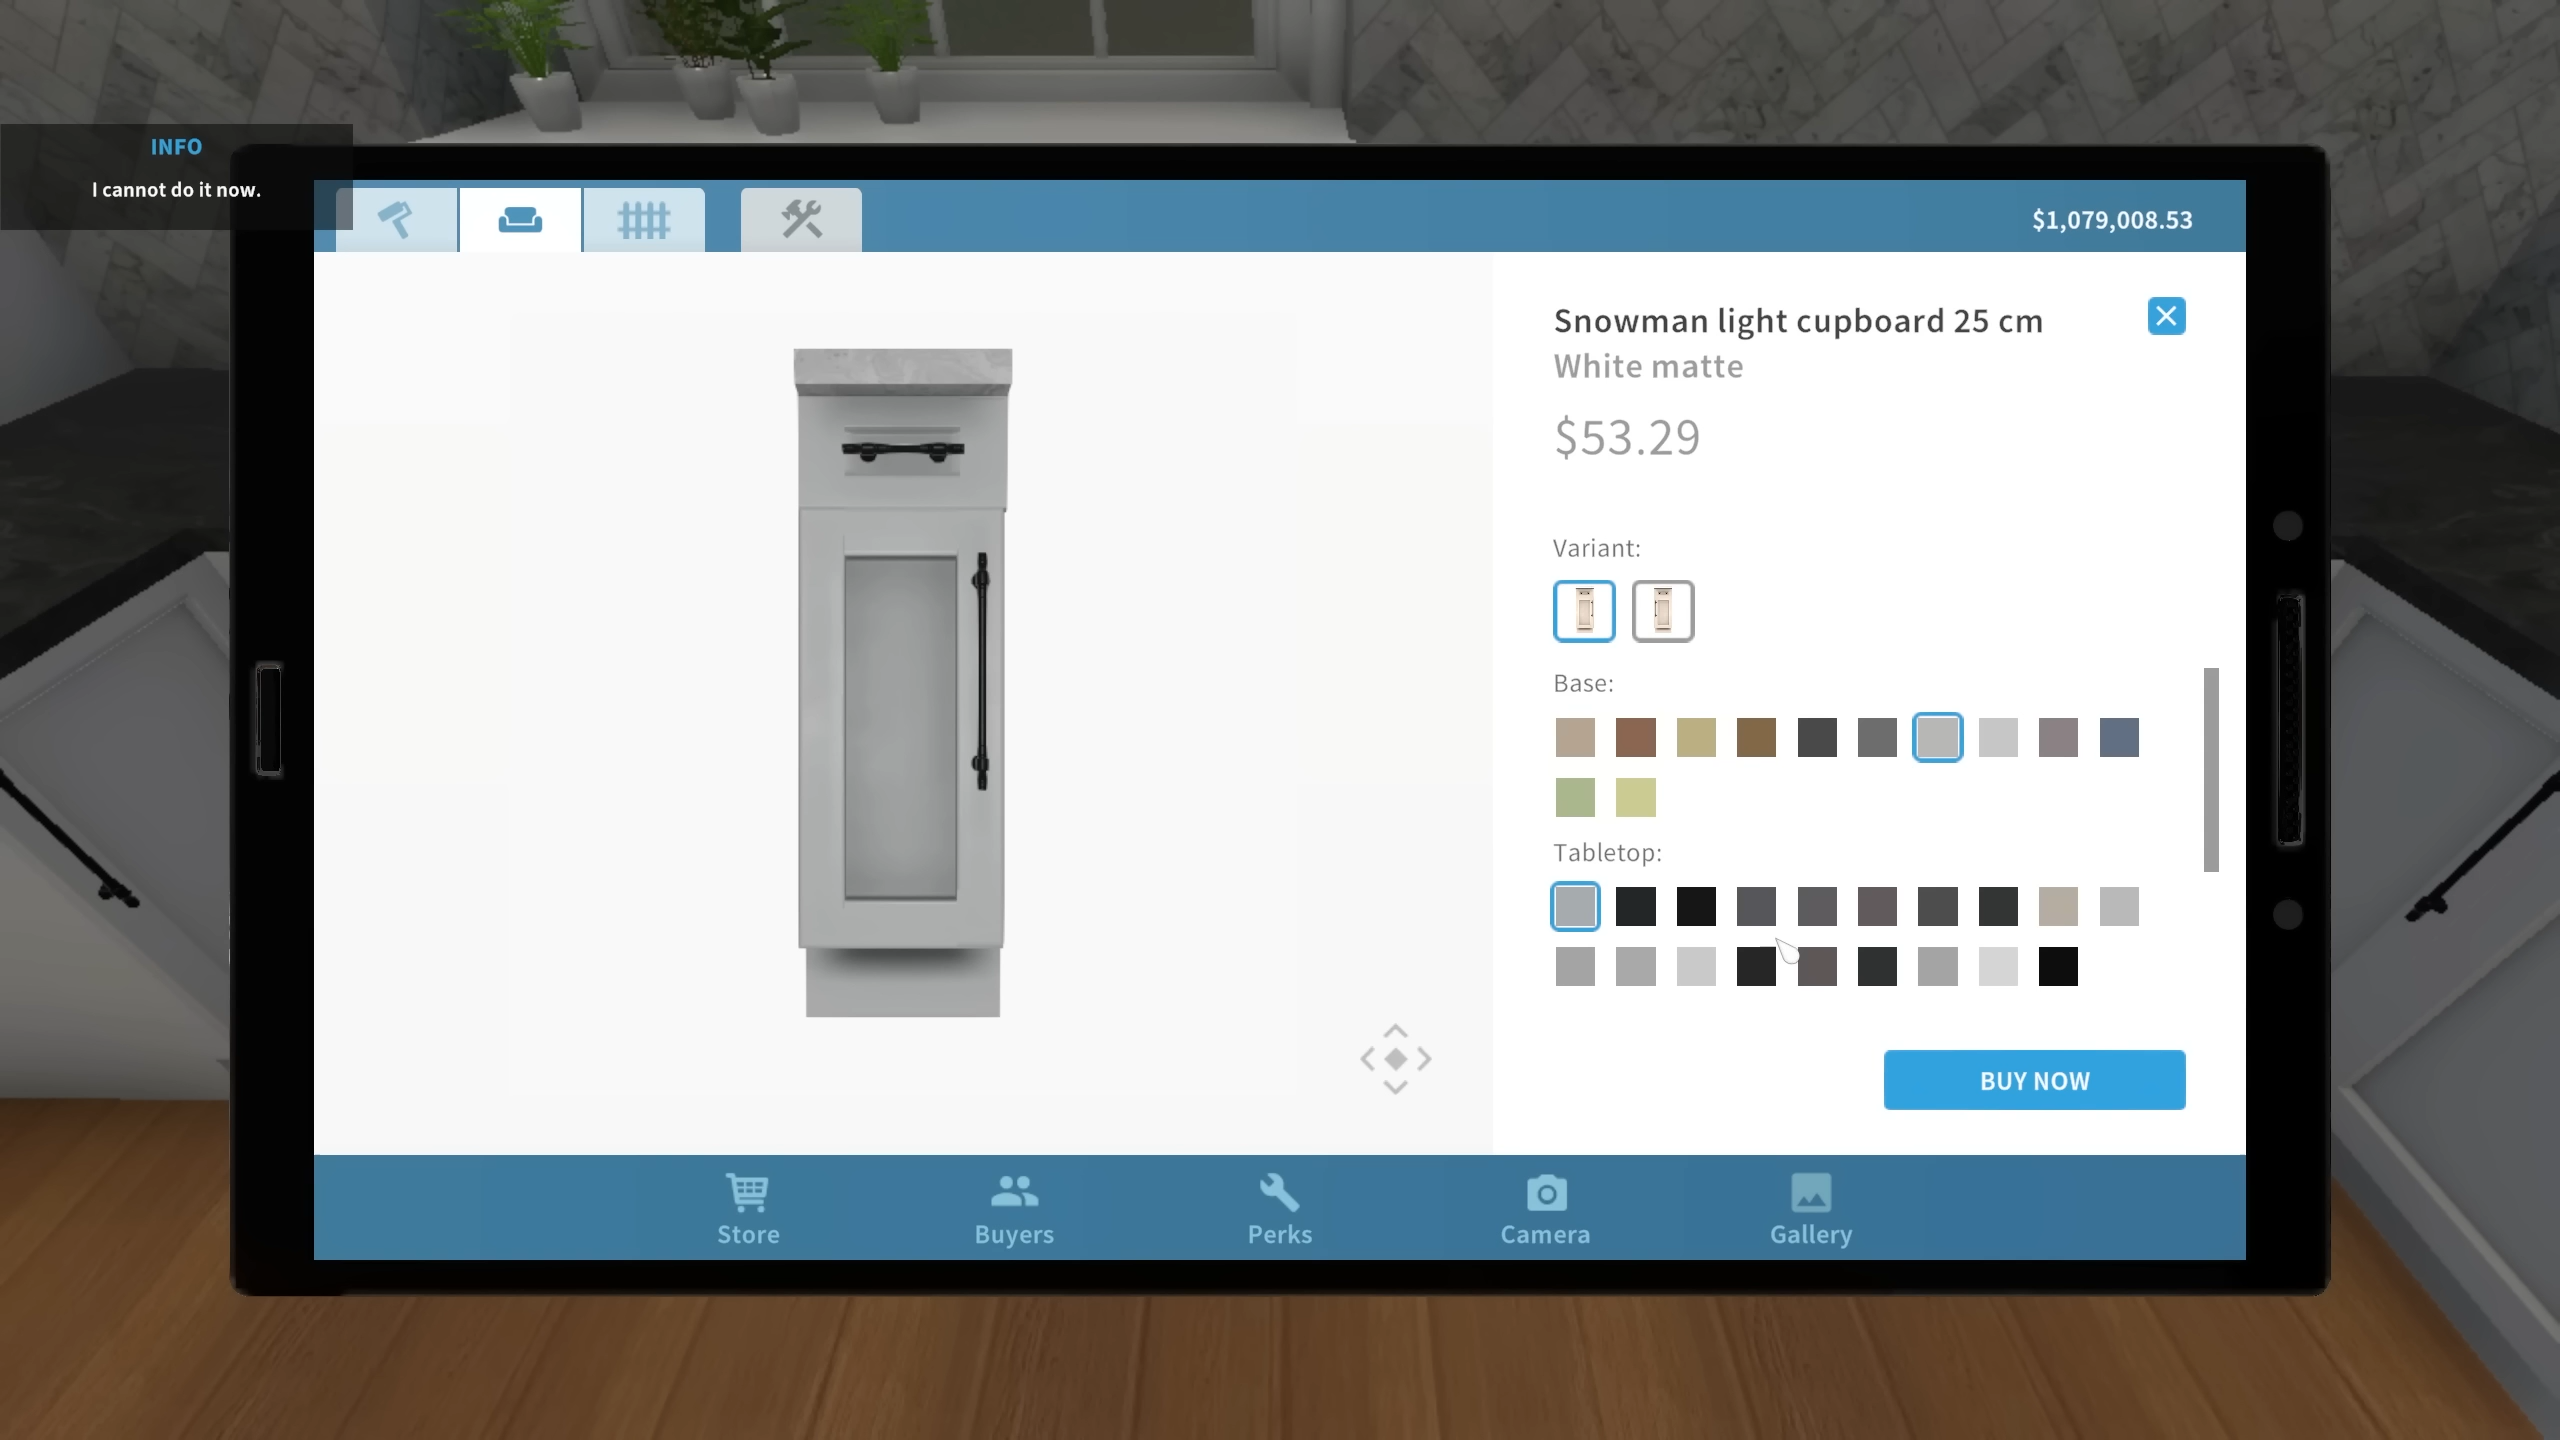 INFO
I cannot do it now.
$1,079,008.53
Snowman light cupboard 25 cm
White matte
$53.29
Variant:
Base:
Tabletop:
BUY NOW
Store
Buyers
Perks
Camera
Gallery